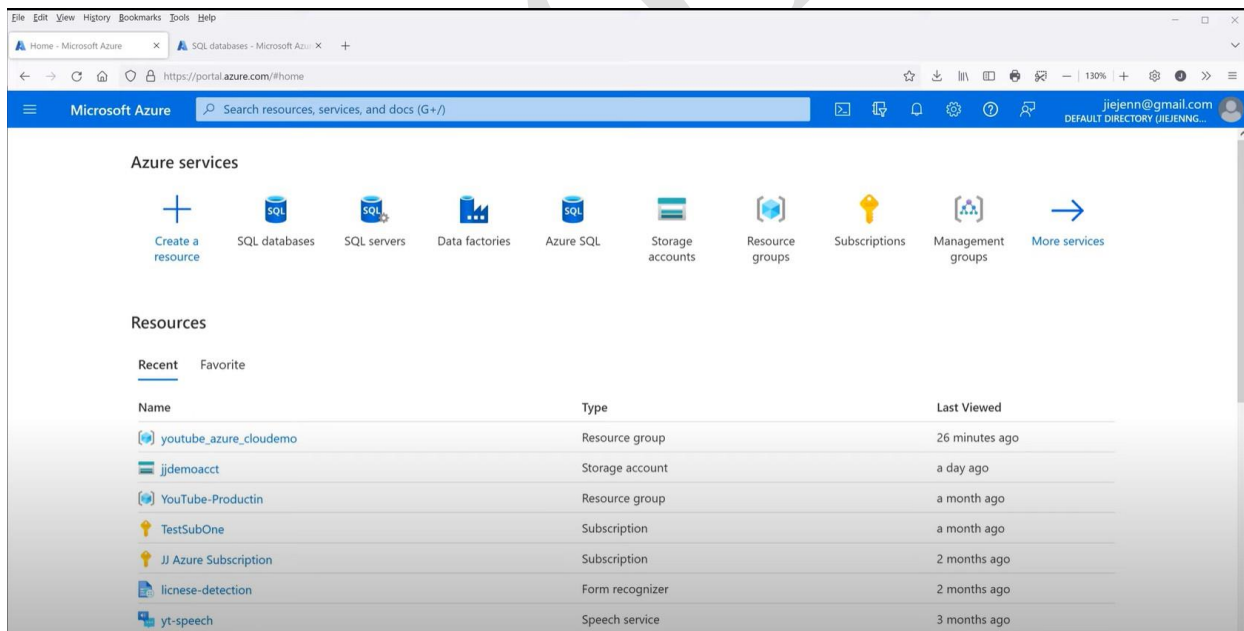 File Edit View History Bookmarks Tools Help
Home - Microsoft Azure
SQL databases - Microsoft Azu
https://portal.azure.com/#home
130%
Microsoft Azure
Search resources, services, and docs (G+/)
jiejenn@gmail.com
DEFAULT DIRECTORY (JIEJENNG...
Azure services
SQL
SQL
SQL
Create a resource
SQL databases
SQL servers
Data factories
Azure SQL
Storage accounts
Resource groups
Subscriptions
Management groups
More services
Resources
Recent Favorite
Name Type Last Viewed
youtube_azure_cloudemo Resource group 26 minutes ago
jjdemoacct Storage account a day ago
YouTube-Productin Resource group a month ago
TestSubOne Subscription a month ago
JJ Azure Subscription Subscription 2 months ago
licnese-detection Form recognizer 2 months ago
yt-speech Speech service 3 months ago